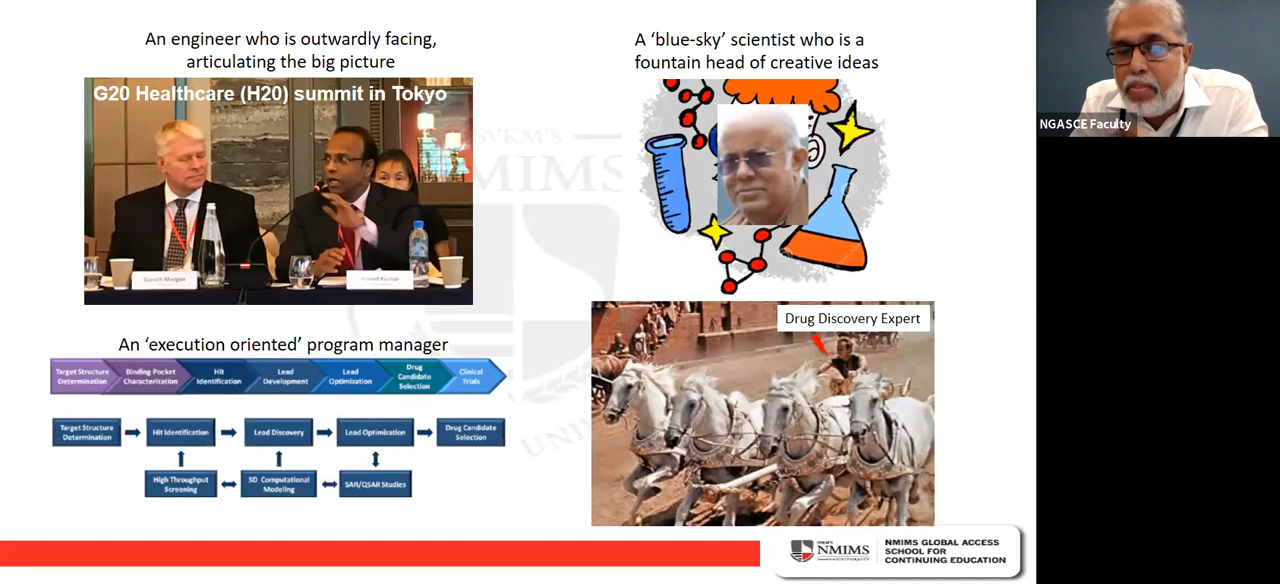 An engineer who is outwardly facing,
articulating the big picture
G20 Healthcare (H20) summit in Tokyo
Gareth Morgan
Anand Kumar
A ‘blue-sky’ scientist who is a
fountain head of creative ideas
NGASCE Faculty
SVKM'S
NMIMS
An ‘execution oriented’ program manager
Target Structure
Determination
Binding Pocket
Characterization
Hit
Identification
Lead
Development
Lead
Optimization
Drug
Candidate
Selection
Clinical
Trials
Target Structure
Determination
Hit Identification
Lead Discovery
Lead Optimization
Drug Candidate
Selection
High Throughput
Screening
3D Computational
Modeling
SAR/QSAR Studies
Drug Discovery Expert
NMIMS
NMIMS GLOBAL ACCESS
SCHOOL FOR
CONTINUING EDUCATION